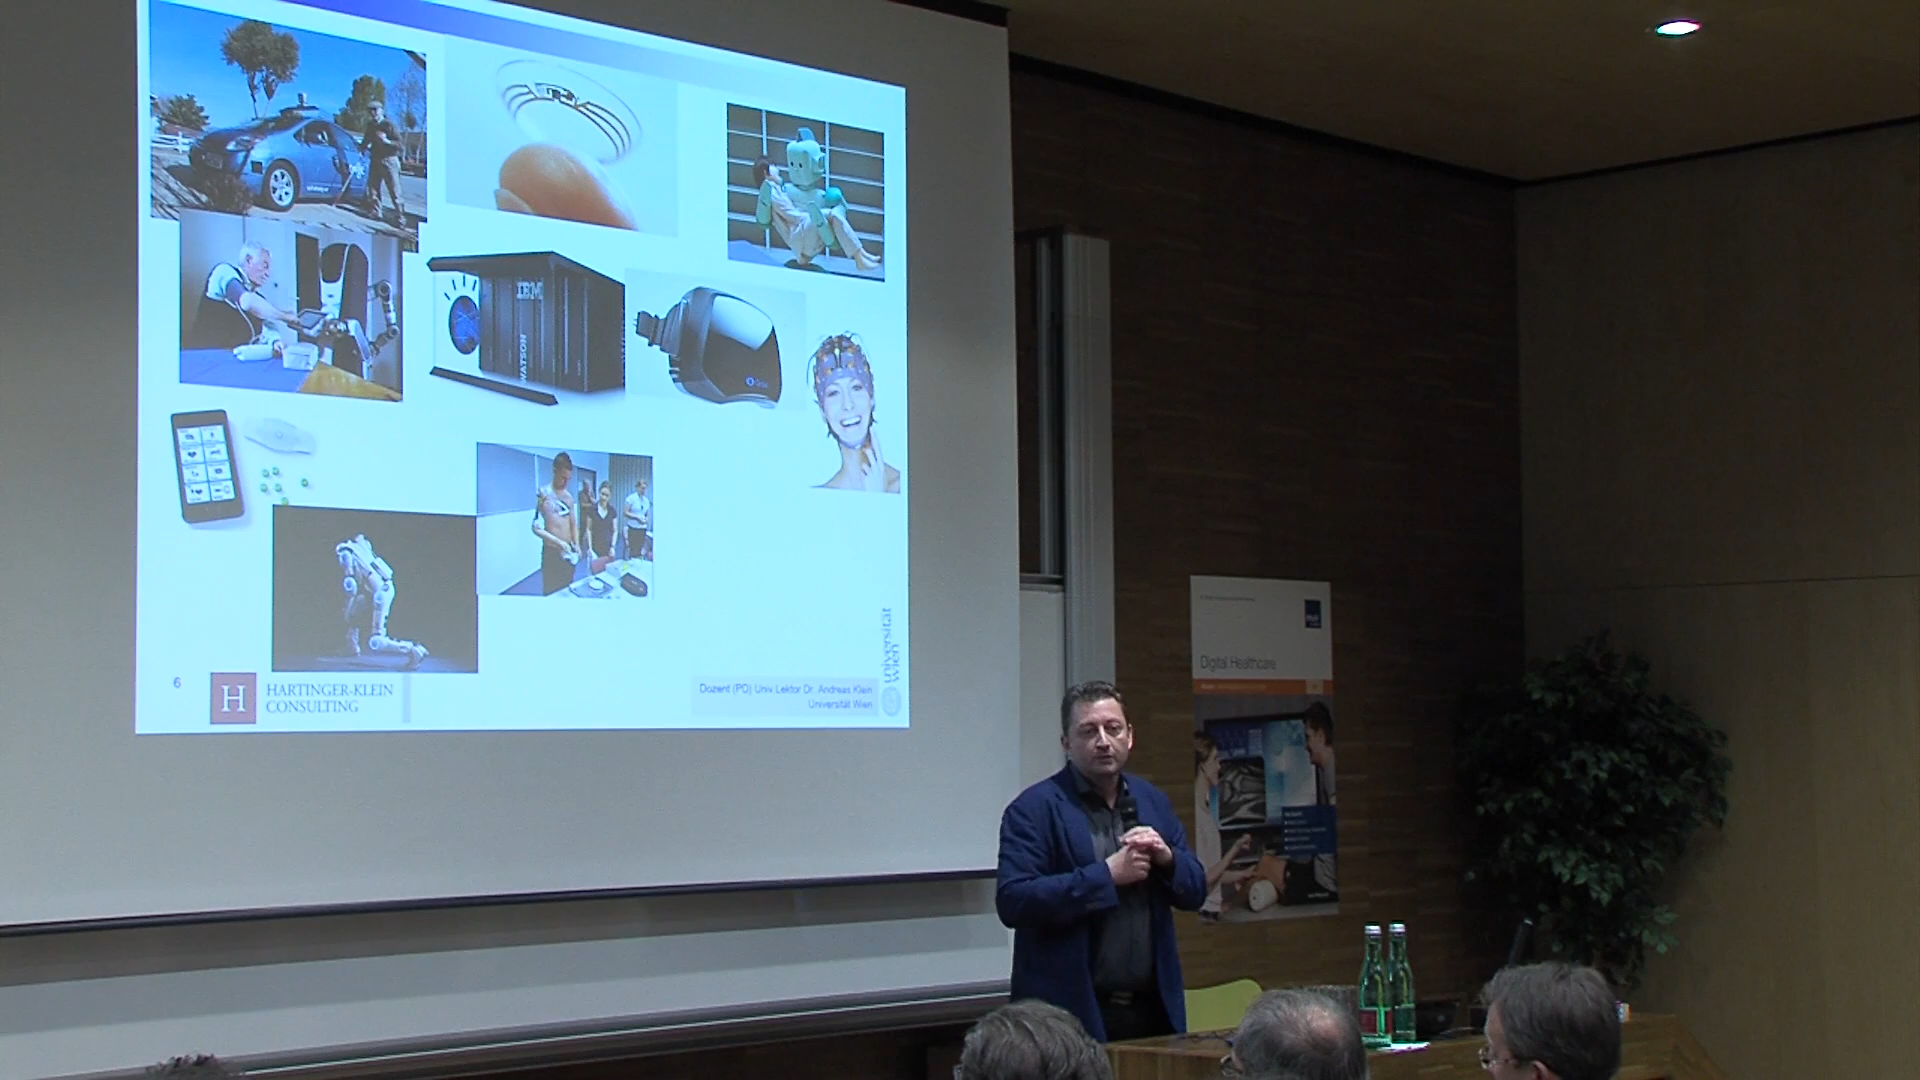 IBM
WATSON
6
H
HARTINGER-KLEIN
CONSULTING
Dozent (PD) Univ Lektor Dr. Andreas Klein
Universität Wien
universität
wien
Digital Healthcare